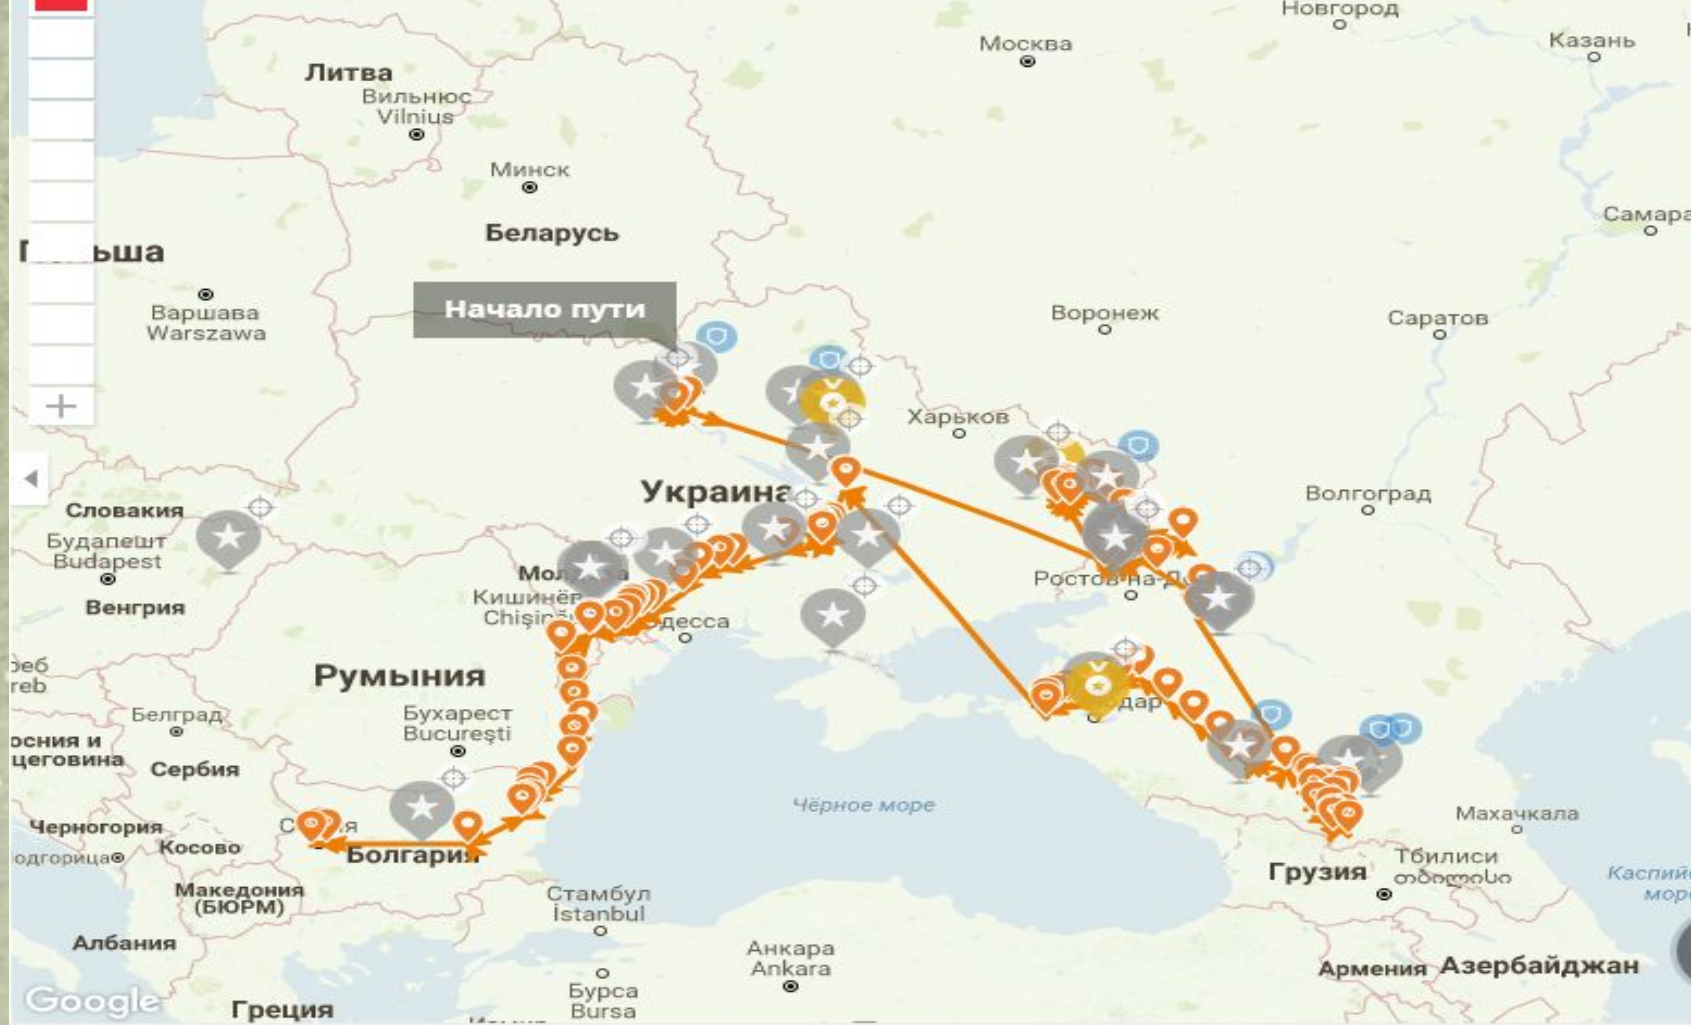 Новгород
Москва
Казань
Литва
Вильнюс
Vilnius
Минск
Самара
Беларусь
Варшава
Warszawa
Начало пути
Воронеж
Саратов
Харьков
Украина
Волгоград
Словакия
Будапешт
Budapest
Венгрия
Кишинёв
Румыния
Белград
Бухарест
București
Сербия
Чёрное море
Черногория
Косово
Болгария
Махачкала
Грузия
Тбилиси
თბილისი
Македония
(БЮРМ)
Стамбул
İstanbul
Албания
Анкара
Ankara
Армения
Азербайджан
Бурса
Bursa
Греция
Google